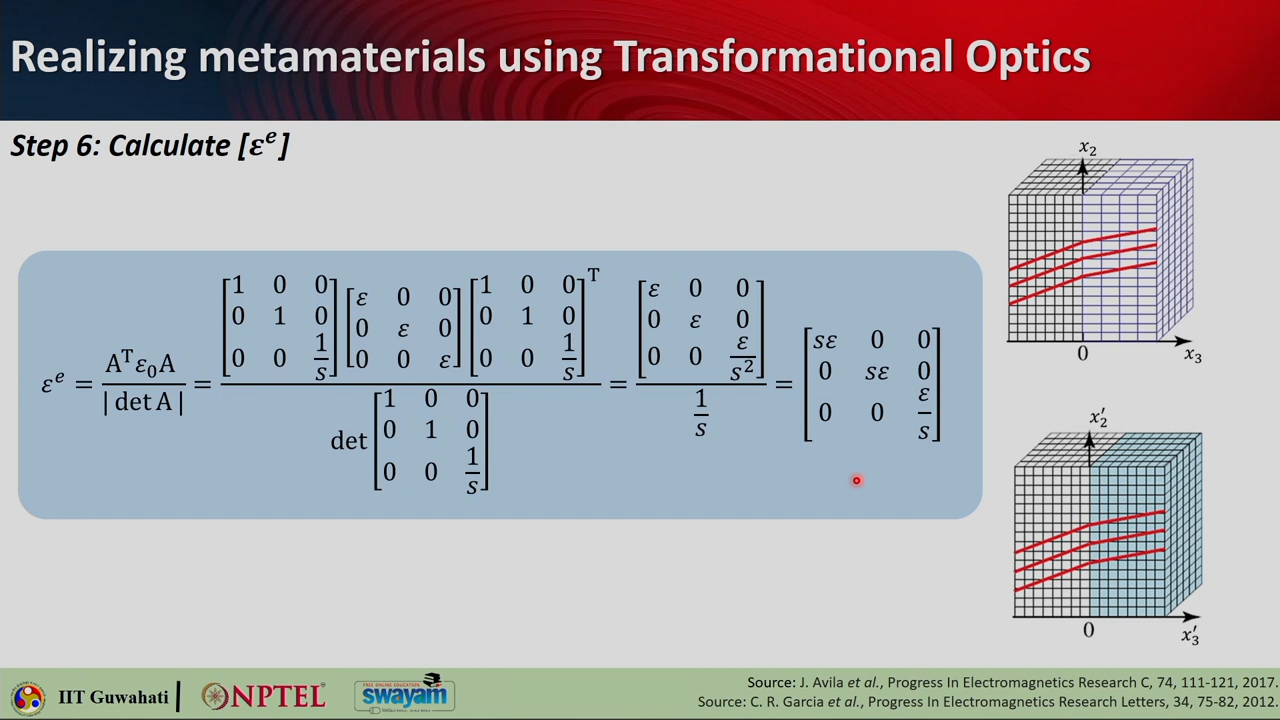 Realizing metamaterials using Transformational Optics
Step 6: Calculate [εᵉ]
εᵉ = Aᵀε₀A / | det A | = [1 0 0; 0 1 0; 0 0 1/s] [ε 0 0; 0 ε 0; 0 0 ε] [1 0 0; 0 1 0; 0 0 1/s]ᵀ / det [1 0 0; 0 1 0; 0 0 1/s] = [ε 0 0; 0 ε 0; 0 0 ε/s²] / (1/s) = [sε 0 0; 0 sε 0; 0 0 ε/s]
x₂
0
x₃
x′₂
0
x′₃
IIT Guwahati
NPTEL
FREE ONLINE EDUCATION
swayam
Source: J. Avila et al., Progress In Electromagnetics Research C, 74, 111-121, 2017.
Source: C. R. Garcia et al., Progress In Electromagnetics Research Letters, 34, 75-82, 2012.